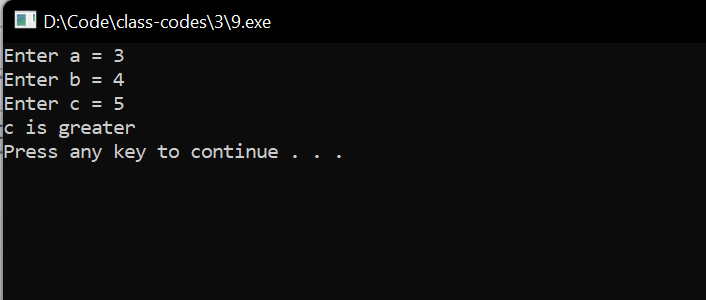 D:\Code\class-codes\3\9.exe
Enter a = 3
Enter b = 4
Enter c = 5
c is greater
Press any key to continue . . .